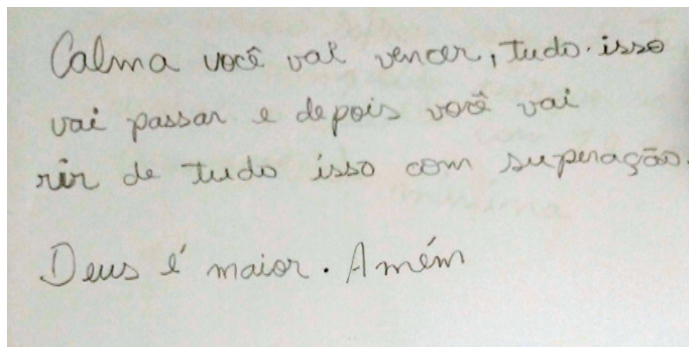 Calma você vai vencer, tudo isso
vai passar e depois você vai
rir de tudo isso com superação.
Deus é maior. Amém